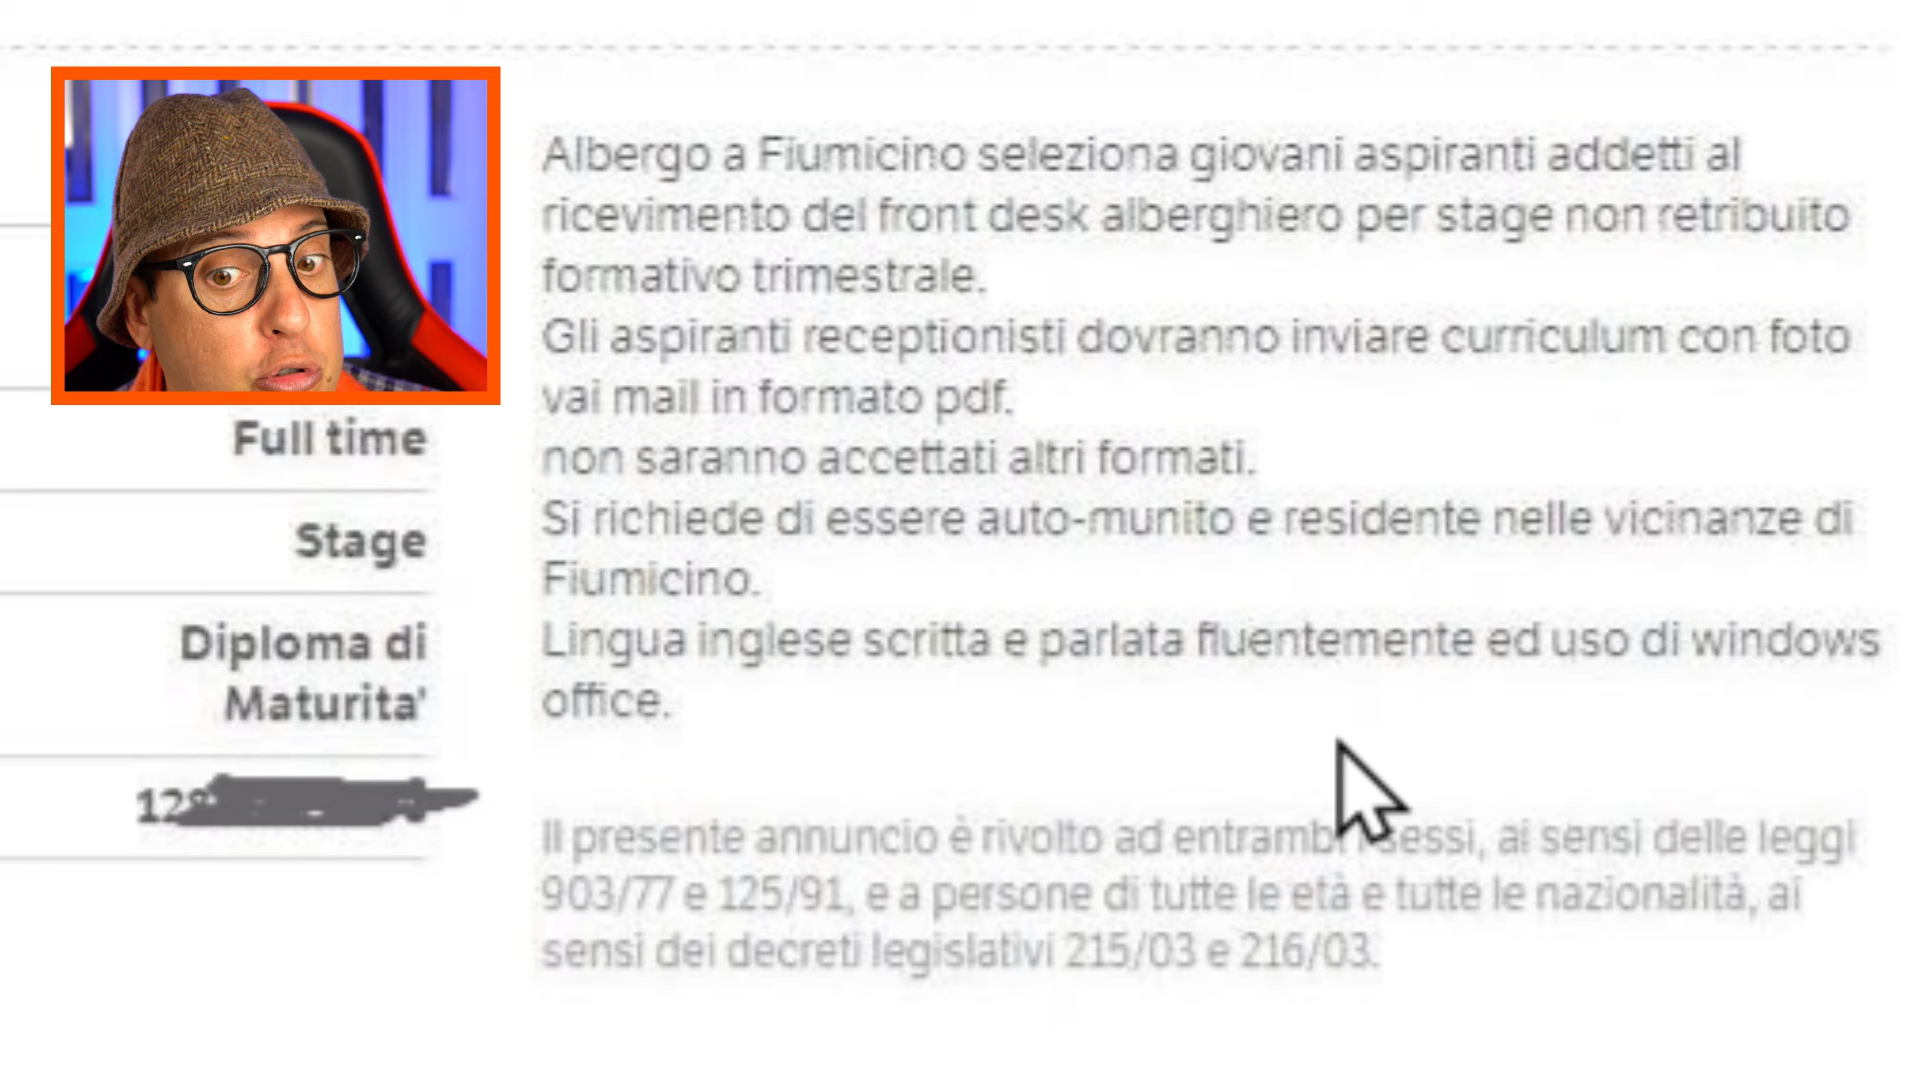 Full time
Stage
Diploma di
Maturita'
Albergo a Fiumicino seleziona giovani aspiranti addetti al
ricevimento del front desk alberghiero per stage non retribuito
formativo trimestrale.
Gli aspiranti receptionisti dovranno inviare curriculum con foto
vai mail in formato pdf.
non saranno accettati altri formati.
Si richiede di essere auto-munito e residente nelle vicinanze di
Fiumicino.
Lingua inglese scritta e parlata fluentemente ed uso di windows
office.
Il presente annuncio è rivolto ad entrambi i sessi, ai sensi delle leggi
903/77 e 125/91, e a persone di tutte le età e tutte le nazionalità, ai
sensi dei decreti legislativi 215/03 e 216/03.